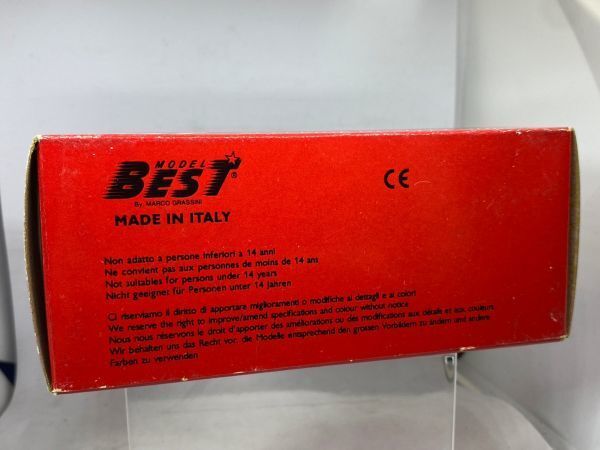 MODEL
BEST®
By MARCO GRASSINI
MADE IN ITALY
CE
Non adatto a persone inferiori a 14 anni
Ne convient pas aux personnes de moins de 14 ans
Not suitables for persons under 14 years
Nicht geeignet für Personen unter 14 Jahren
Ci riserviamo il diritto di apportare miglioramenti o modifiche ai dettagli e ai colori
We reserve the right to improve/amend specifications and colour without notice
Nous nous réservons le droit d'apporter des améliorations ou des modifications aux détails et aux couleurs
Wir behalten uns das Recht vor, die Modelle entsprechend den grossen Vorbildern zu ändern und andere
Farben zu verwenden